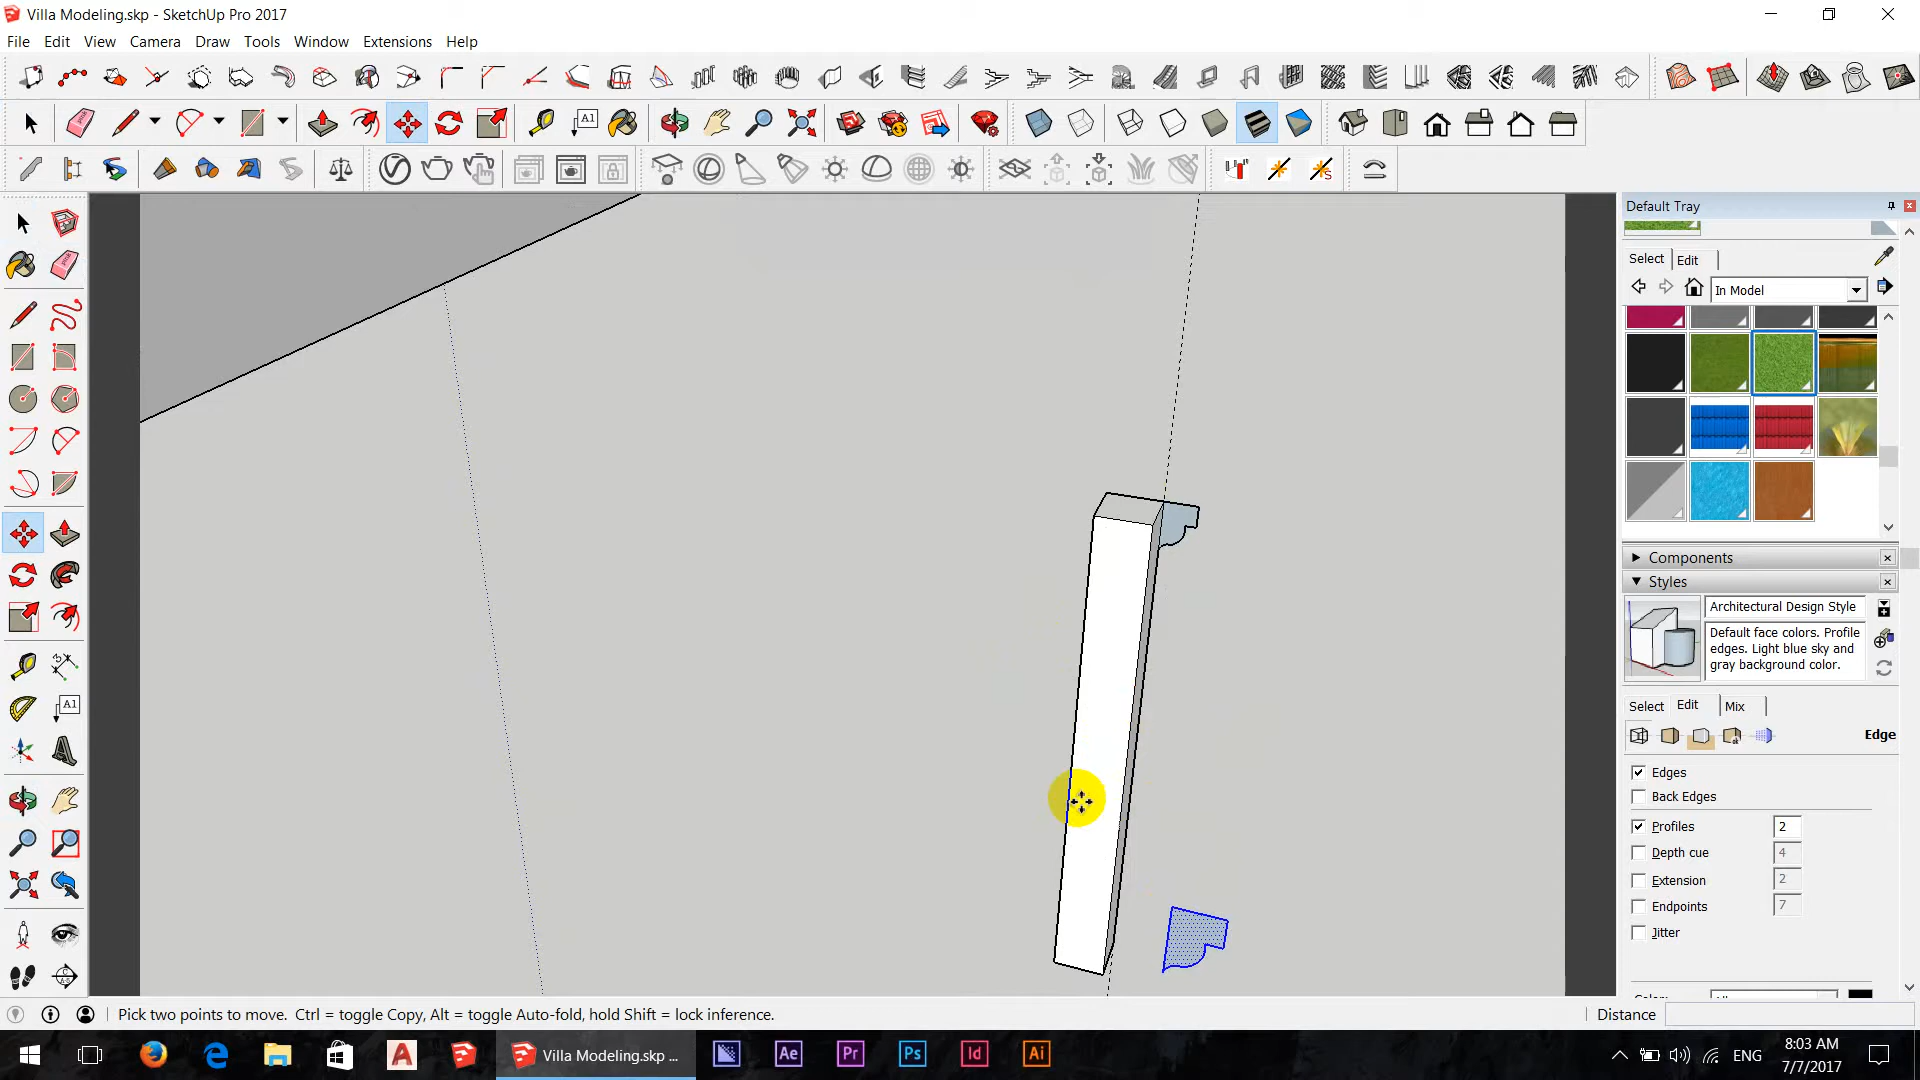 Villa Modeling.skp - SketchUp Pro 2017
File Edit View Camera Draw Tools Window Extensions Help
A1
Default Tray
Select Edit
In Model
Components
Styles
Architectural Design Style
Default face colors. Profile edges. Light blue sky and gray background color.
Select Edit Mix
Edge
Edges
Back Edges
Profiles 2
Depth cue 4
Extension 2
Endpoints 7
Jitter
A1
Pick two points to move. Ctrl = toggle Copy, Alt = toggle Auto-fold, hold Shift = lock inference.
Distance
Villa Modeling.skp ...
Ae
Pr
Ps
Id
Ai
ENG
8:03 AM
7/7/2017